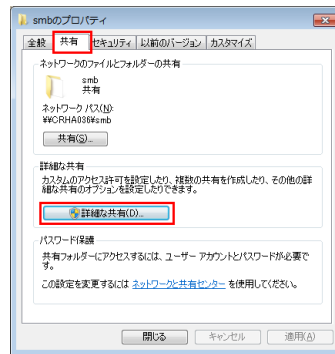 smbのプロパティ
全般 共有 セキュリティ 以前のバージョン カスタマイズ
ネットワークのファイルとフォルダーの共有
smb
共有
ネットワーク パス(N):
¥¥CRHA036¥smb
共有(S)...
詳細な共有
カスタムのアクセス許可を設定したり、複数の共有を作成したり、その他の詳
細な共有のオプションを設定したりできます。
詳細な共有(D)...
パスワード保護
共有フォルダーにアクセスするには、ユーザー アカウントとパスワードが必要で
す。
この設定を変更するには ネットワークと共有センター を使用してください。
閉じる キャンセル 適用(A)